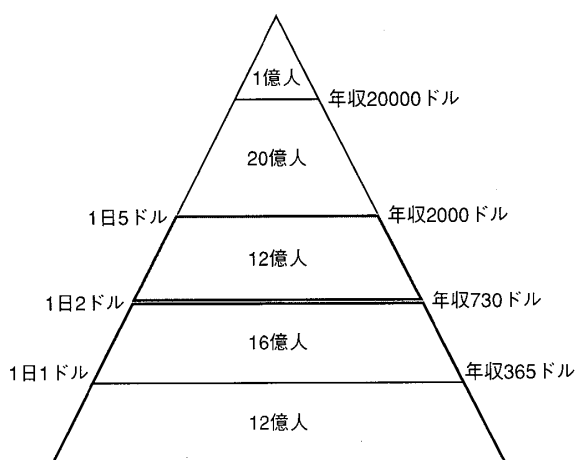 1億人
年収20000ドル
20億人
1日5ドル
年収2000ドル
12億人
1日2ドル
年収730ドル
16億人
1日1ドル
年収365ドル
12億人